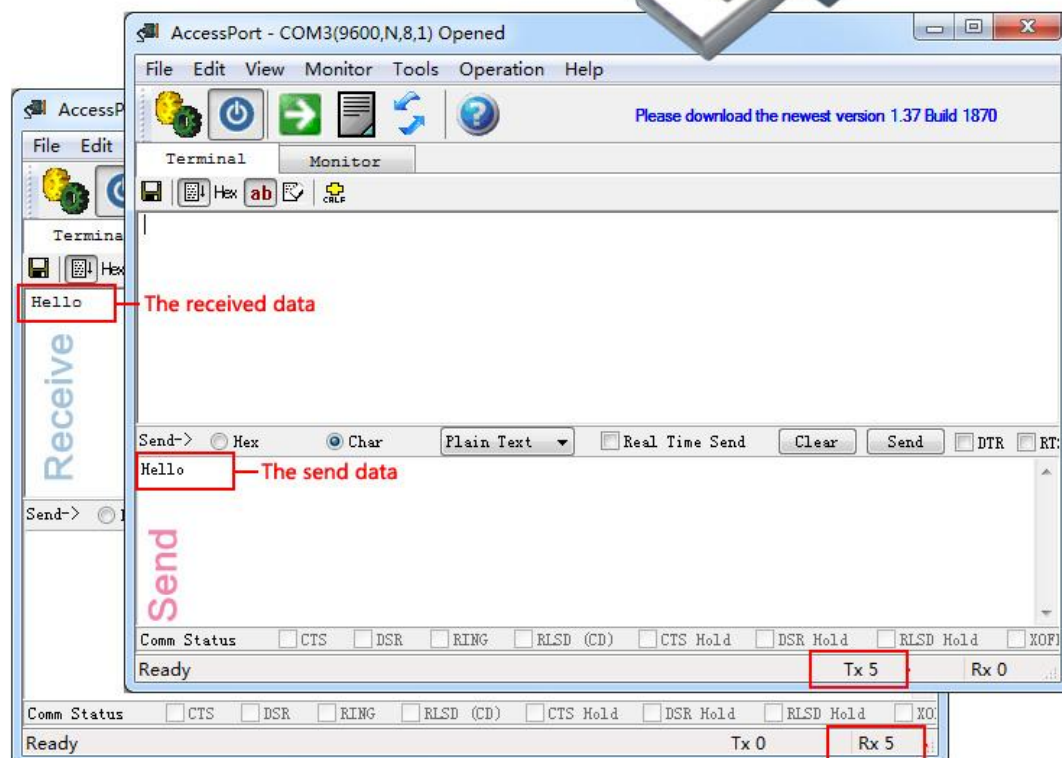 AccessPort - COM3(9600,N,8,1) Opened
File Edit View Monitor Tools Operation Help
Please download the newest version 1.37 Build 1870
Terminal Monitor
Hex ab CRLF
The received data
Send-> Hex Char Plain Text Real Time Send Clear Send DTR
Hello The send data
Send
Comm Status CTS DSR RING RLSD (CD) CTS Hold DSR Hold RLSD Hold
Ready Tx 5 Rx 0
File Edit
Hex
Hello
Receive
Send->
Comm Status CTS DSR RING RLSD (CD) CTS Hold DSR Hold RLSD Hold
Ready Tx 0 Rx 5